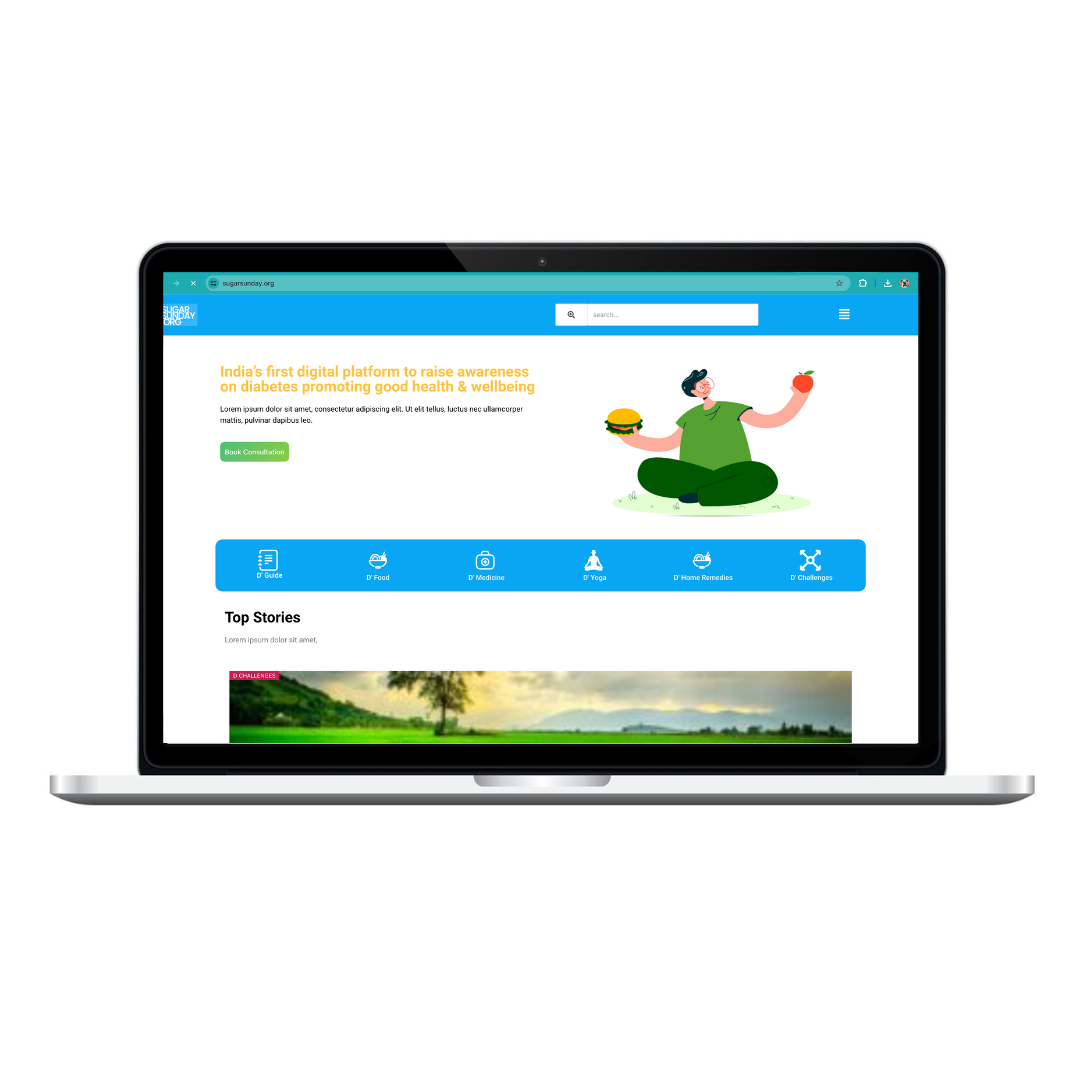 sugarsunday.org
SUGAR
SUNDAY
.ORG
search...
India's first digital platform to raise awareness
on diabetes promoting good health & wellbeing
Lorem ipsum dolor sit amet, consectetur adipiscing elit. Ut elit tellus, luctus nec ullamcorper
mattis, pulvinar dapibus leo.
Book Consultation
D' Guide
D' Food
D' Medicine
D' Yoga
D' Home Remedies
D' Challenges
Top Stories
Lorem ipsum dolor sit amet,
D CHALLENGES